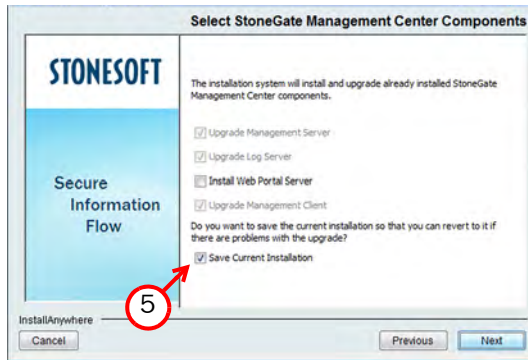 Select StoneGate Management Center Components
STONESOFT
The installation system will install and upgrade already installed StoneGate
Management Center components.
Upgrade Management Server
Upgrade Log Server
Install Web Portal Server
Upgrade Management Client
Secure
Information
Flow
Do you want to save the current installation so that you can revert to it if
there are problems with the upgrade?
Save Current Installation
5
InstallAnywhere
Cancel
Previous
Next